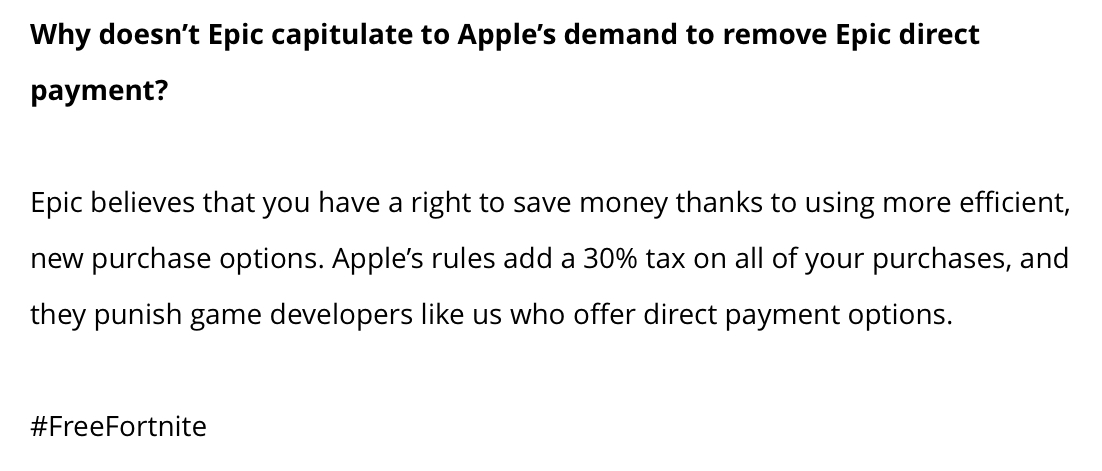 Why doesn’t Epic capitulate to Apple’s demand to remove Epic direct
payment?
Epic believes that you have a right to save money thanks to using more efficient,
new purchase options. Apple’s rules add a 30% tax on all of your purchases, and
they punish game developers like us who offer direct payment options.
#FreeFortnite